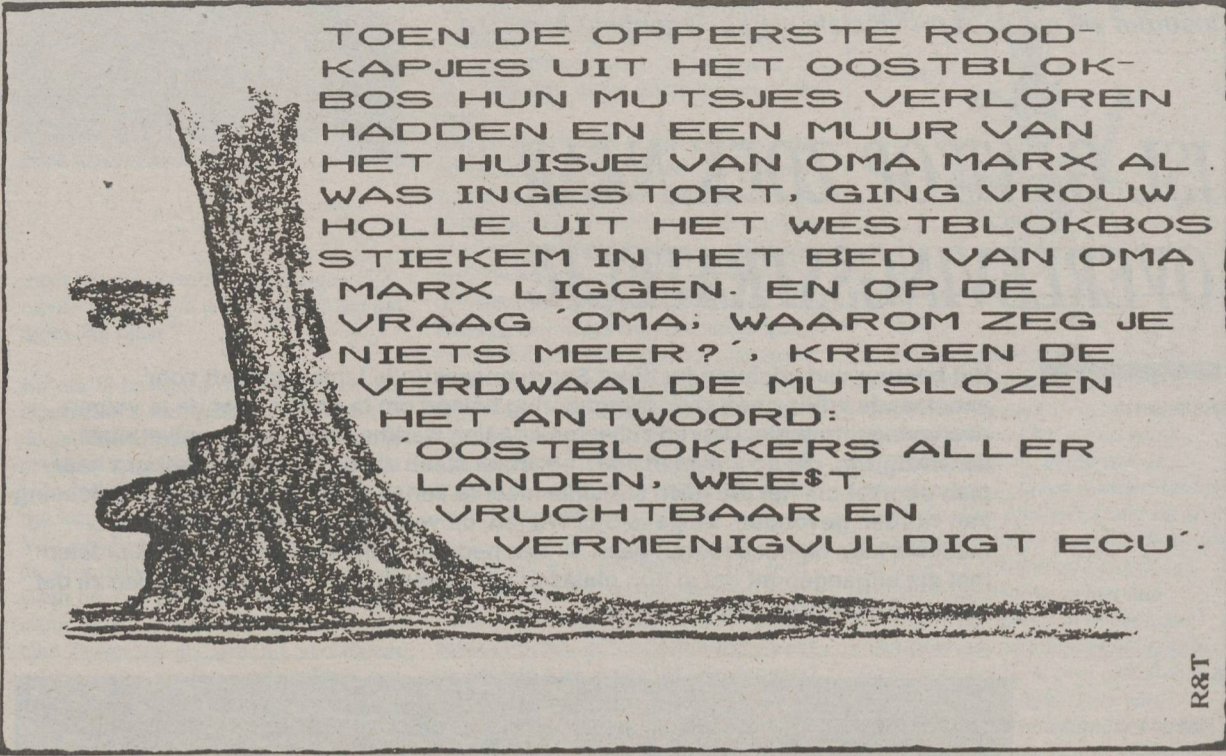 TOEN DE OPPERSTE ROOD-
KAPJES UIT HET OOSTBLOK-
BOS HUN MUTSJES VERLOREN
HADDEN EN EEN MUUR VAN
HET HUISJE VAN OMA MARX AL
WAS INGESTORT, GING VROUW
HOLLE UIT HET WESTBLOKBOS
STIEKEM IN HET BED VAN OMA
MARX LIGGEN. EN OP DE
VRAAG ´OMA, WAAROM ZEG JE
NIETS MEER?´, KREGEN DE
VERDWAALDE MUTSLOZEN
HET ANTWOORD:
´OOSTBLOKKERS ALLER
LANDEN, WEE$T
VRUCHTBAAR EN
VERMENIGVULDIGT ECU´.
R&T